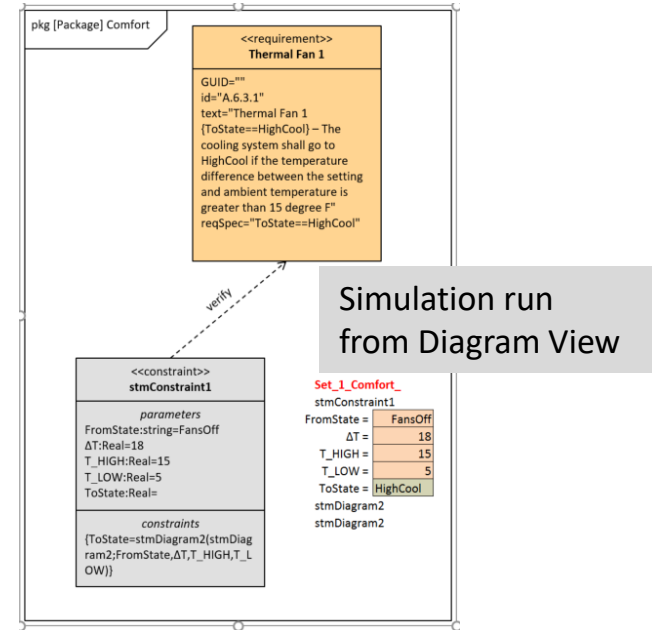 pkg [Package] Comfort
<<requirement>>
Thermal Fan 1
GUID=""
id="A.6.3.1"
text="Thermal Fan 1
{ToState==HighCool} – The
cooling system shall go to
HighCool if the temperature
difference between the setting
and ambient temperature is
greater than 15 degree F"
reqSpec="ToState==HighCool"
verify
Simulation run
from Diagram View
<<constraint>>
stmConstraint1
parameters
FromState:string=FansOff
ΔT:Real=18
T_HIGH:Real=15
T_LOW:Real=5
ToState:Real=
constraints
{ToState=stmDiagram2(stmDiag
ram2;FromState,ΔT,T_HIGH,T_L
OW)}
Set_1_Comfort_
stmConstraint1
FromState = FansOff
ΔT = 18
T_HIGH = 15
T_LOW = 5
ToState = HighCool
stmDiagram2
stmDiagram2